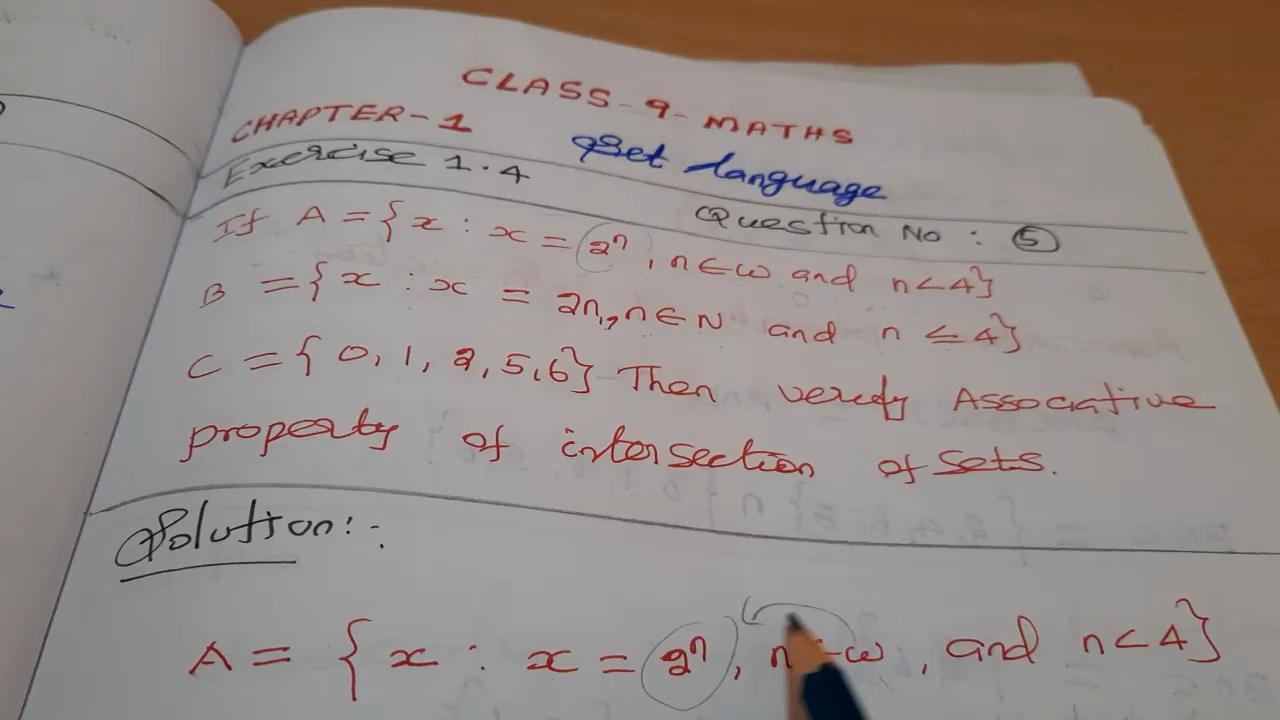 CLASS-9-MATHS
CHAPTER-1
Set language
Exercise 1.4
Question No : 5
If A = { x : x = 2ⁿ, n ∈ W and n < 4 }
B = { x : x = 2n, n ∈ N and n ≤ 4 }
C = { 0, 1, 2, 5, 6 } Then verify Associative
property of intersection of Sets.
Solution:-
A = { x : x = 2ⁿ, n ∈ W, and n < 4 }